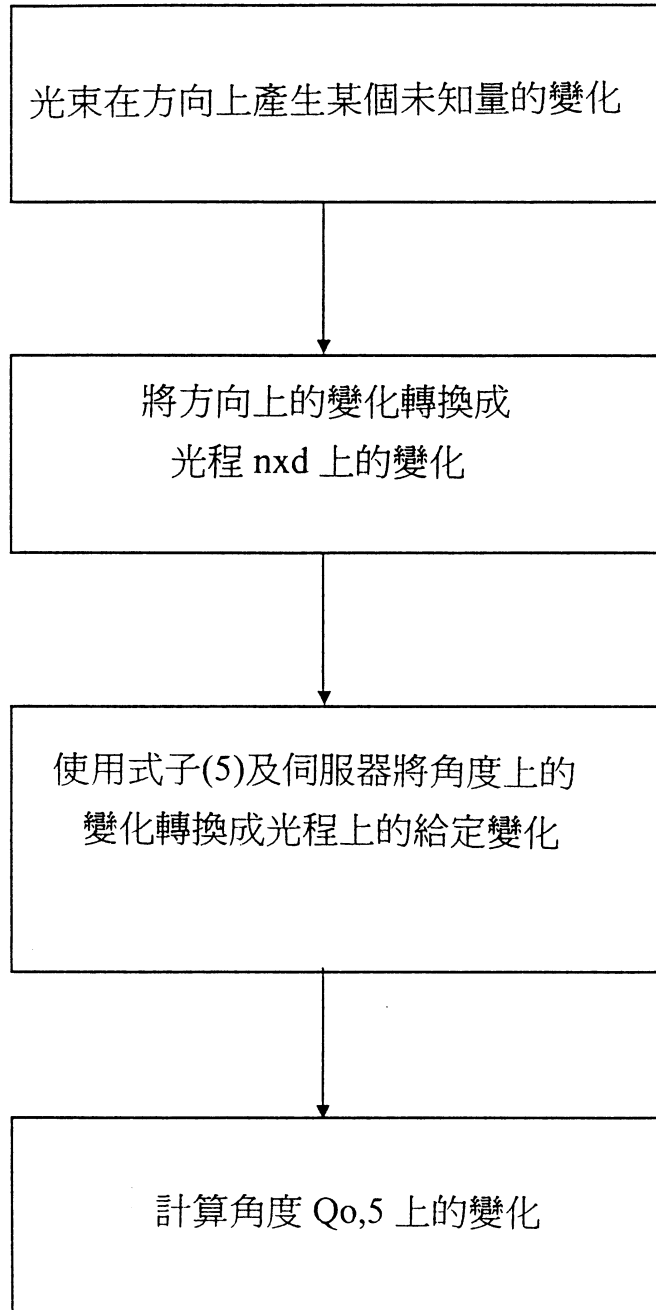 光束在方向上產生某個未知量的變化
將方向上的變化轉換成
光程 nxd 上的變化
使用式子(5)及伺服器將角度上的
變化轉換成光程上的給定變化
計算角度 Qo,5 上的變化